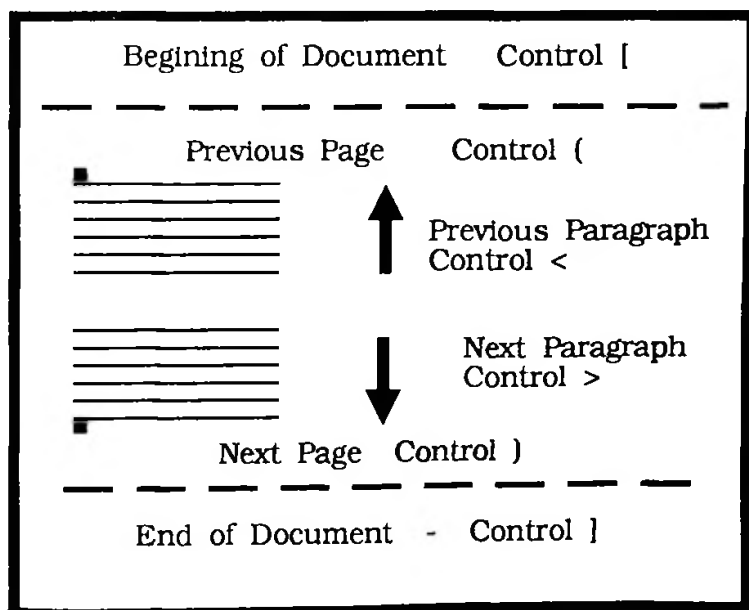 Begining of Document Control [
Previous Page Control (
Previous Paragraph
Control <
Next Paragraph
Control >
Next Page Control )
End of Document - Control ]